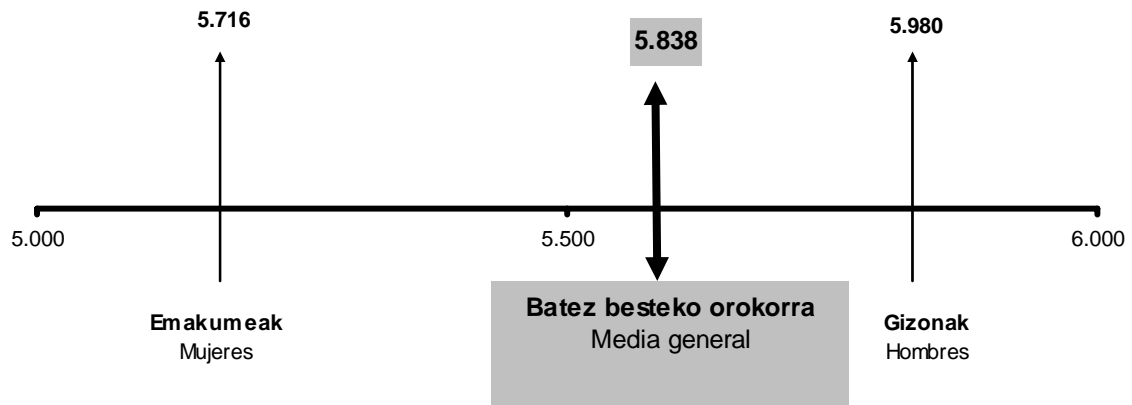 5.716
5.838
5.980
5.000
5.500
6.000
Emakumeak
Mujeres
Batez besteko orokorra
Media general
Gizonak
Hombres